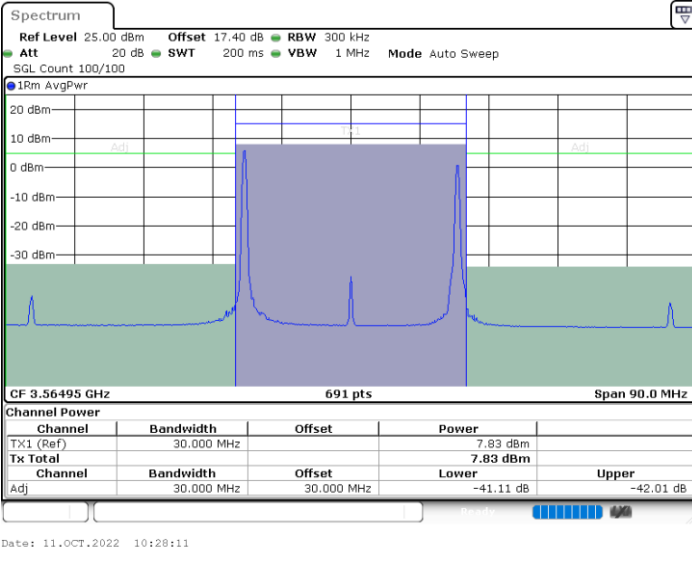 Spectrum
Ref Level 25.00 dBm Offset 17.40 dB RBW 300 kHz
Att 20 dB SWT 200 ms VBW 1 MHz Mode Auto Sweep
SGL Count 100/100
1Rm AvgPwr
20 dBm
TX1
10 dBm
Adj Adj
0 dBm
-10 dBm
-20 dBm
-30 dBm
CF 3.56495 GHz 691 pts Span 90.0 MHz
Channel Power
Channel Bandwidth Offset Power
TX1 (Ref) 30.000 MHz 7.83 dBm
Tx Total 7.83 dBm
Channel Bandwidth Offset Lower Upper
Adj 30.000 MHz 30.000 MHz -41.11 dB -42.01 dB
Ready
Date: 11.OCT.2022 10:28:11